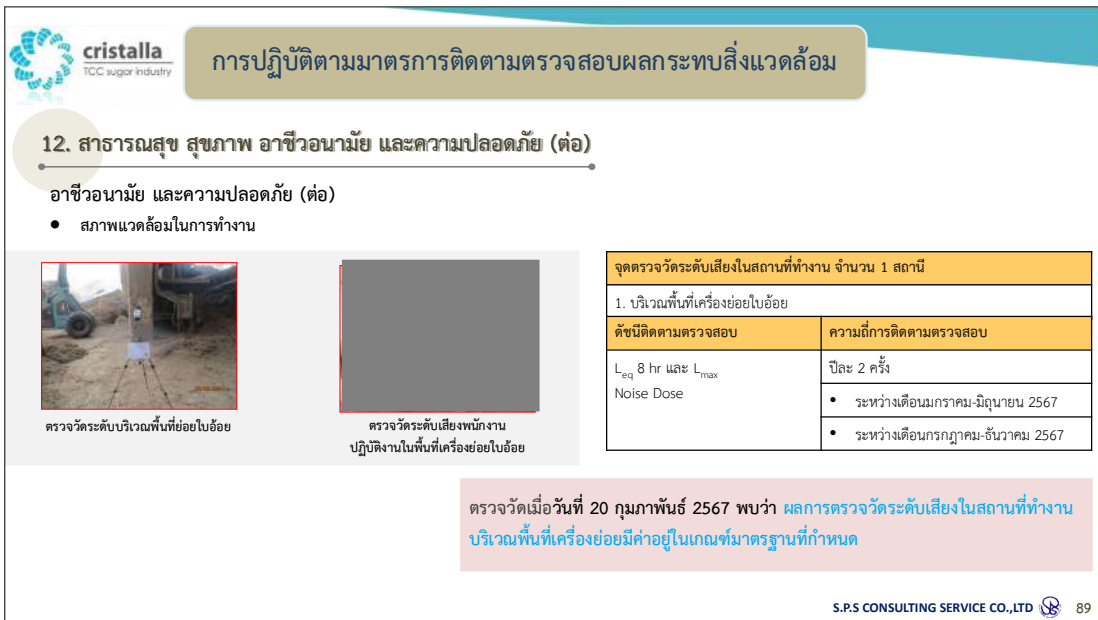 cristalla
TCC sugar industry
การปฏิบัติตามมาตรการติดตามตรวจสอบผลกระทบสิ่งแวดล้อม
12. สาธารณสุข สุขภาพ อาชีวอนามัย และความปลอดภัย (ต่อ)
อาชีวอนามัย และความปลอดภัย (ต่อ)
• สภาพแวดล้อมในการทำงาน
ตรวจวัดระดับบริเวณพื้นที่ย่อยใบอ้อย
ตรวจวัดระดับเสียงพนักงาน
ปฏิบัติงานในพื้นที่เครื่องย่อยใบอ้อย
จุดตรวจวัดระดับเสียงในสถานที่ทำงาน จำนวน 1 สถานี
1. บริเวณพื้นที่เครื่องย่อยใบอ้อย
ดัชนีติดตามตรวจสอบ
ความถี่การติดตามตรวจสอบ
Leq 8 hr และ Lmax
Noise Dose
ปีละ 2 ครั้ง
• ระหว่างเดือนมกราคม-มิถุนายน 2567
• ระหว่างเดือนกรกฎาคม-ธันวาคม 2567
ตรวจวัดเมื่อวันที่ 20 กุมภาพันธ์ 2567 พบว่า ผลการตรวจวัดระดับเสียงในสถานที่ทำงาน
บริเวณพื้นที่เครื่องย่อยมีค่าอยู่ในเกณฑ์มาตรฐานที่กำหนด
S.P.S CONSULTING SERVICE CO.,LTD
89